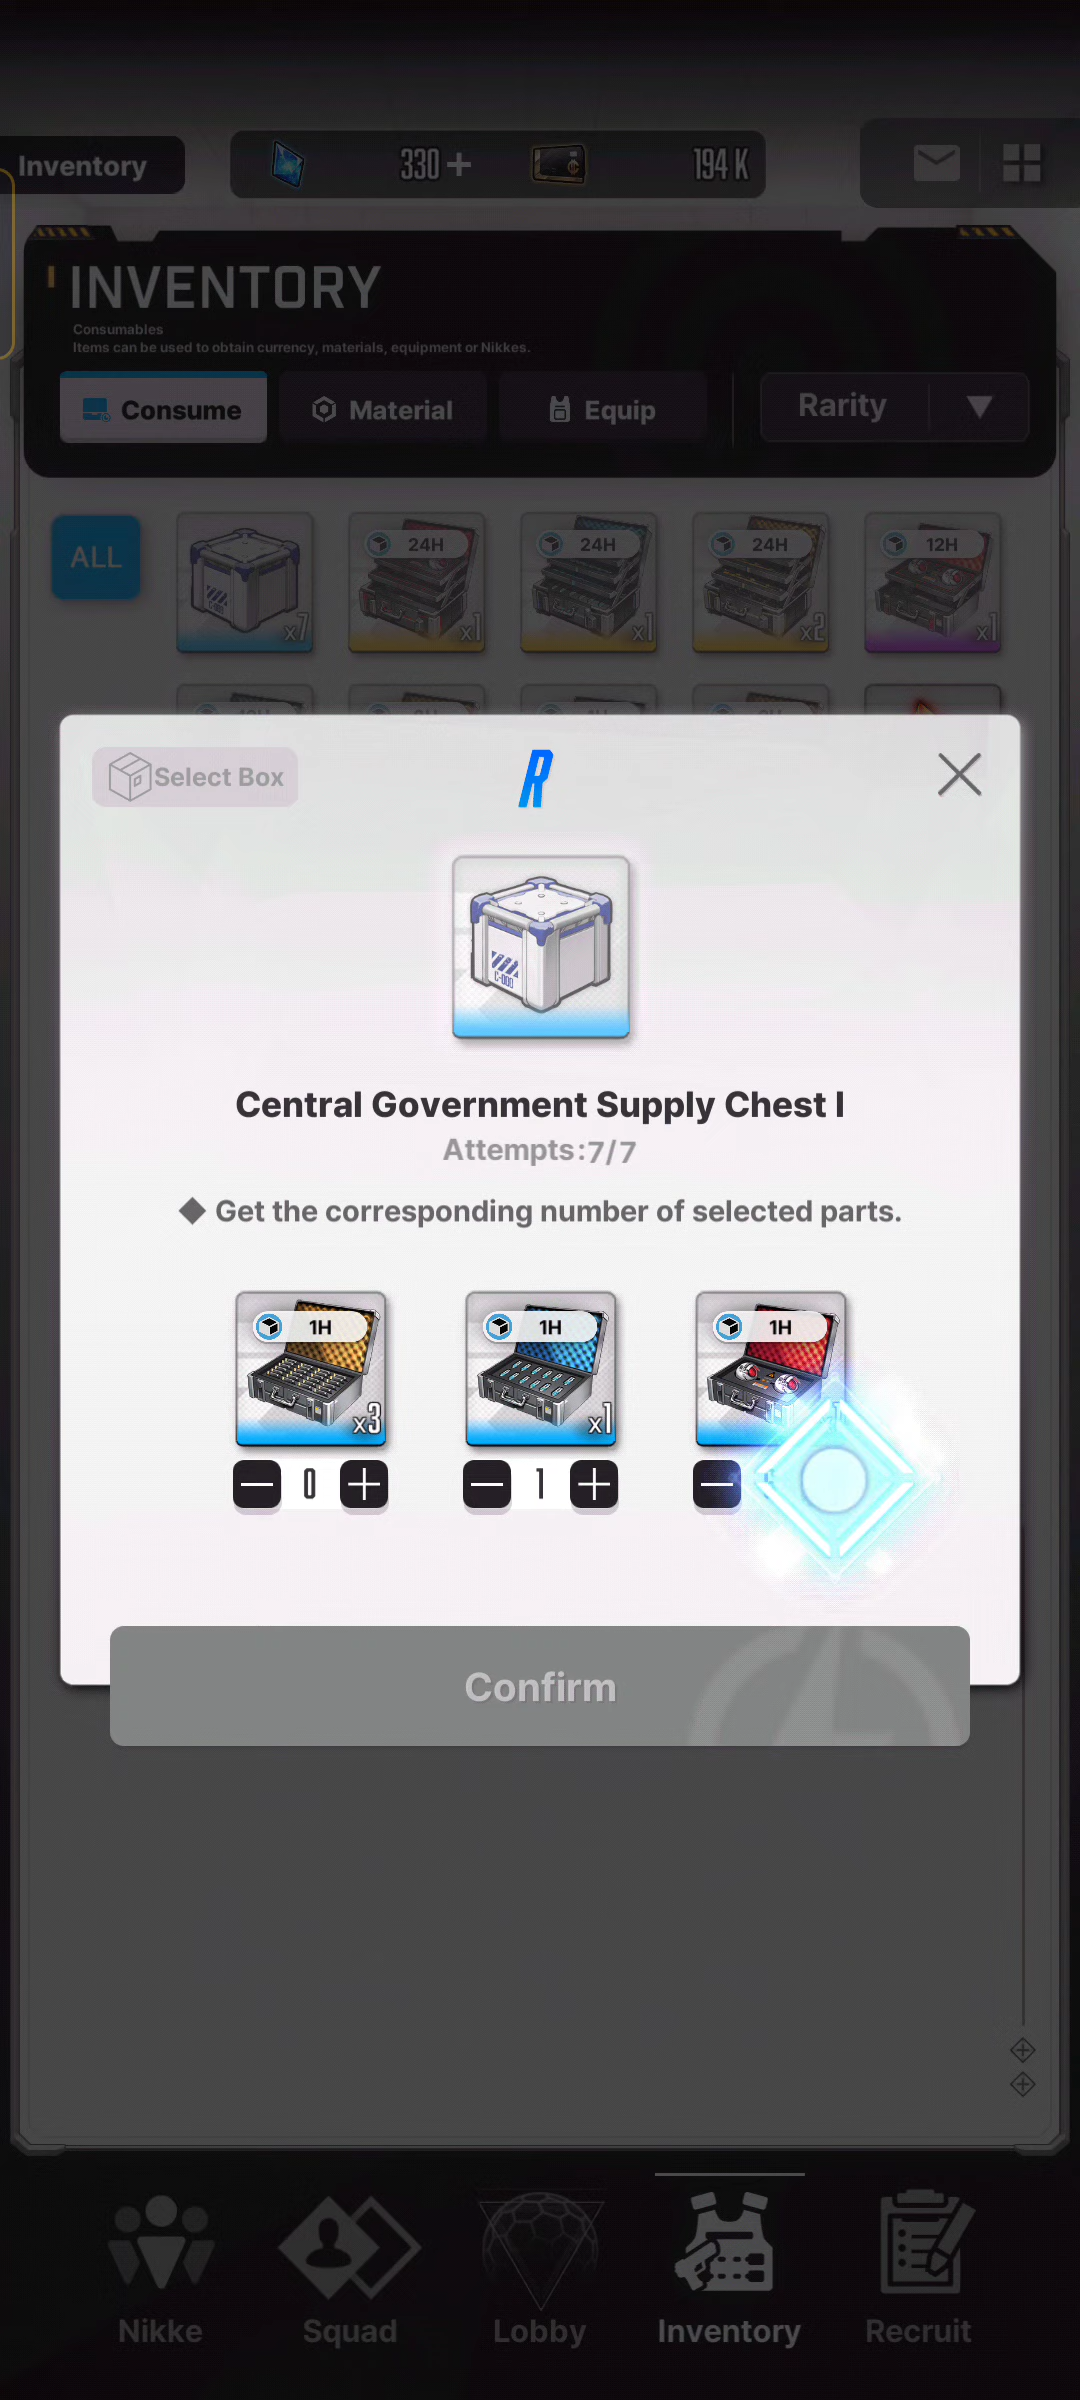 Inventory
330
194 K
INVENTORY
Consumables
Items can be used to obtain currency, materials, equipment or Nikkes.
Consume
Material
Equip
Rarity
ALL
x7
24H
x1
24H
x1
24H
x2
12H
x1
Select Box
R
C-000
Central Government Supply Chest I
Attempts:7/7
Get the corresponding number of selected parts.
1H
x3
1H
x1
1H
0
1
Confirm
Nikke
Squad
Lobby
Inventory
Recruit